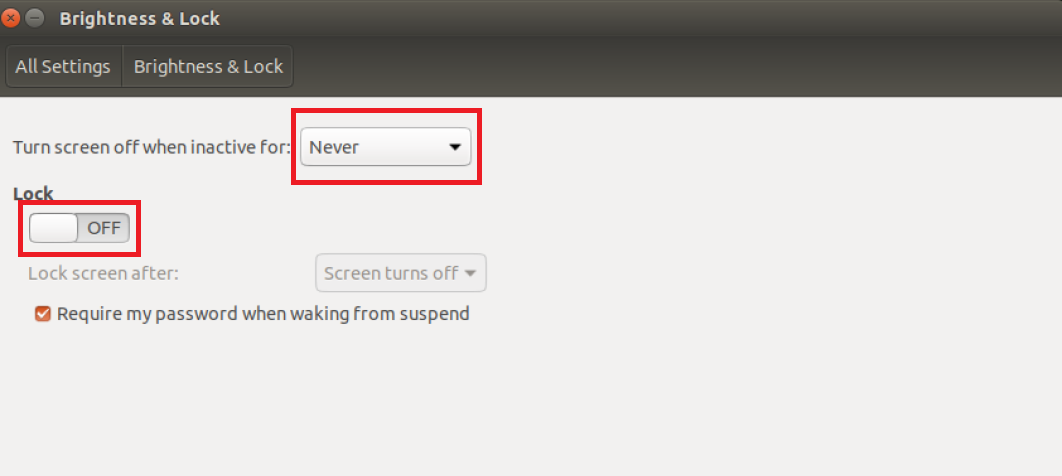 Brightness & Lock
All Settings Brightness & Lock
Turn screen off when inactive for: Never
Lock
OFF
Lock screen after: Screen turns off
Require my password when waking from suspend